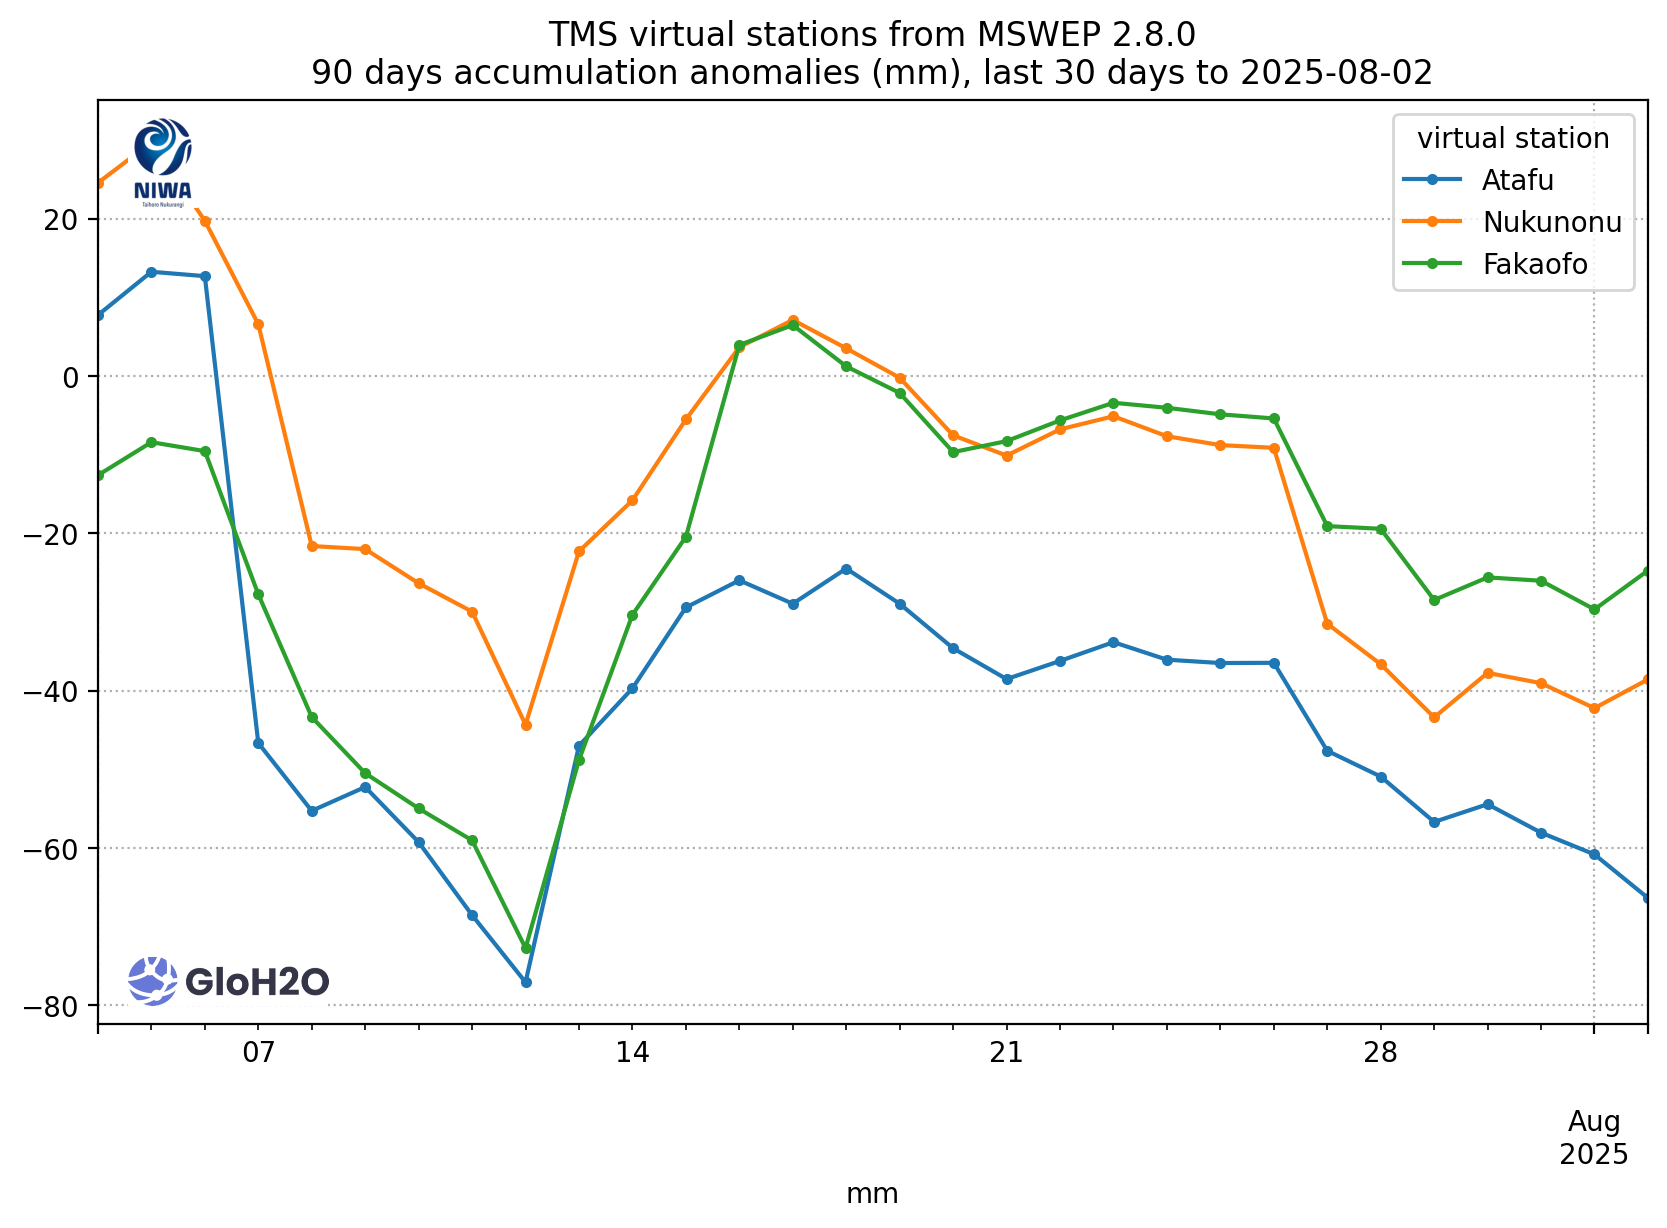 TMS virtual stations from MSWEP 2.8.0
90 days accumulation anomalies (mm), last 30 days to 2025-08-02
NIWA
Taihoro Nukurangi
virtual station
Atafu
Nukunonu
Fakaofo
20
0
−20
−40
−60
−80
GloH2O
07
14
21
28
Aug
2025
mm